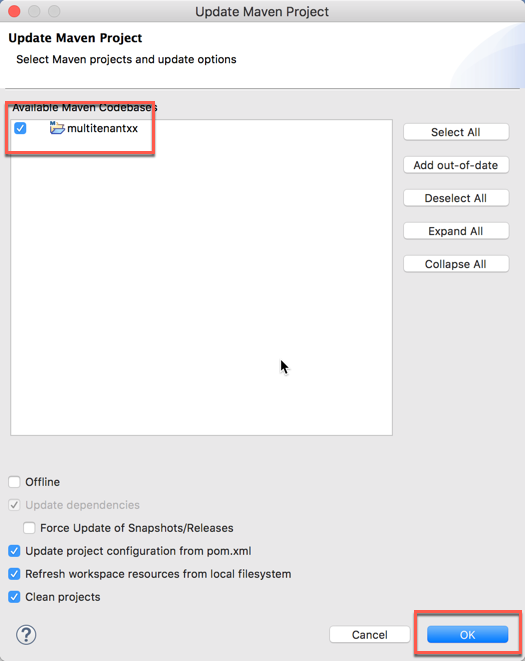 Update Maven Project
Update Maven Project
Select Maven projects and update options
Available Maven Codebases
multitenantxx
Select All
Add out-of-date
Deselect All
Expand All
Collapse All
Offline
Update dependencies
Force Update of Snapshots/Releases
Update project configuration from pom.xml
Refresh workspace resources from local filesystem
Clean projects
?
Cancel
OK